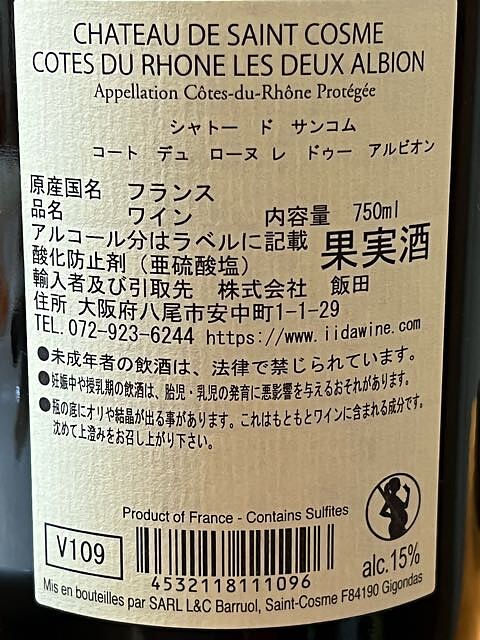 CHATEAU DE SAINT COSME
COTES DU RHONE LES DEUX ALBION
Appellation Côtes-du-Rhône Protégée
シャトー ド サンコム
コート デュ ローヌ レ ドゥー アルビオン
原産国名 フランス
品名 ワイン 内容量 750ml
アルコール分はラベルに記載 果実酒
酸化防止剤(亜硫酸塩)
輸入者及び引取先 株式会社 飯田
住所 大阪府八尾市安中町1-1-29
TEL.072-923-6244 https://www.iidawine.com
●未成年者の飲酒は、法律で禁じられています。
●妊娠中や授乳期の飲酒は、胎児・乳児の発育に悪影響を与えるおそれがあります。
●瓶の底にオリや結晶が出る事があります。これはもともとワインに含まれる成分です。
沈めて上澄みをお召し上がり下さい。
Product of France - Contains Sulfites
V109
4532118111096
alc.15%
Mis en bouteilles par SARL L&C Barruol, Saint-Cosme F84190 Gigondas